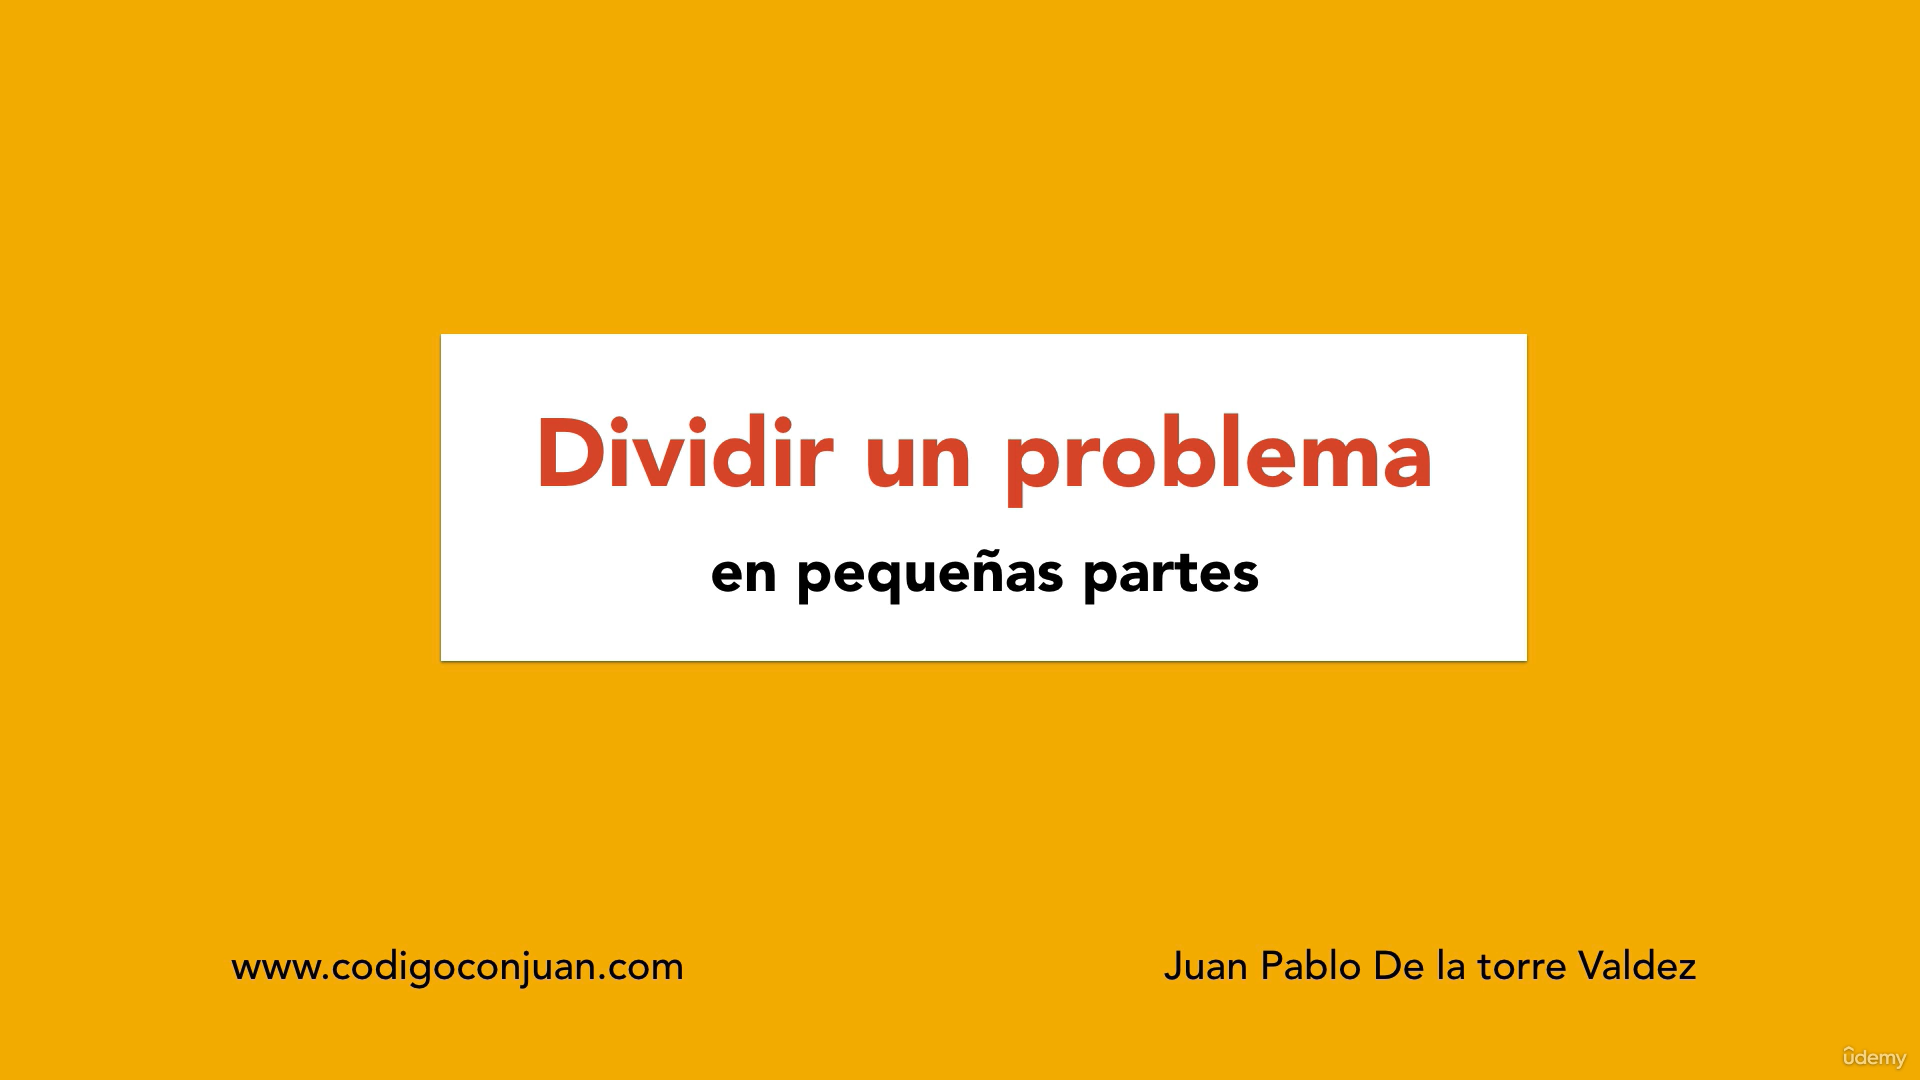 Dividir un problema
en pequeñas partes
www.codigoconjuan.com
Juan Pablo De la torre Valdez
ûdemy